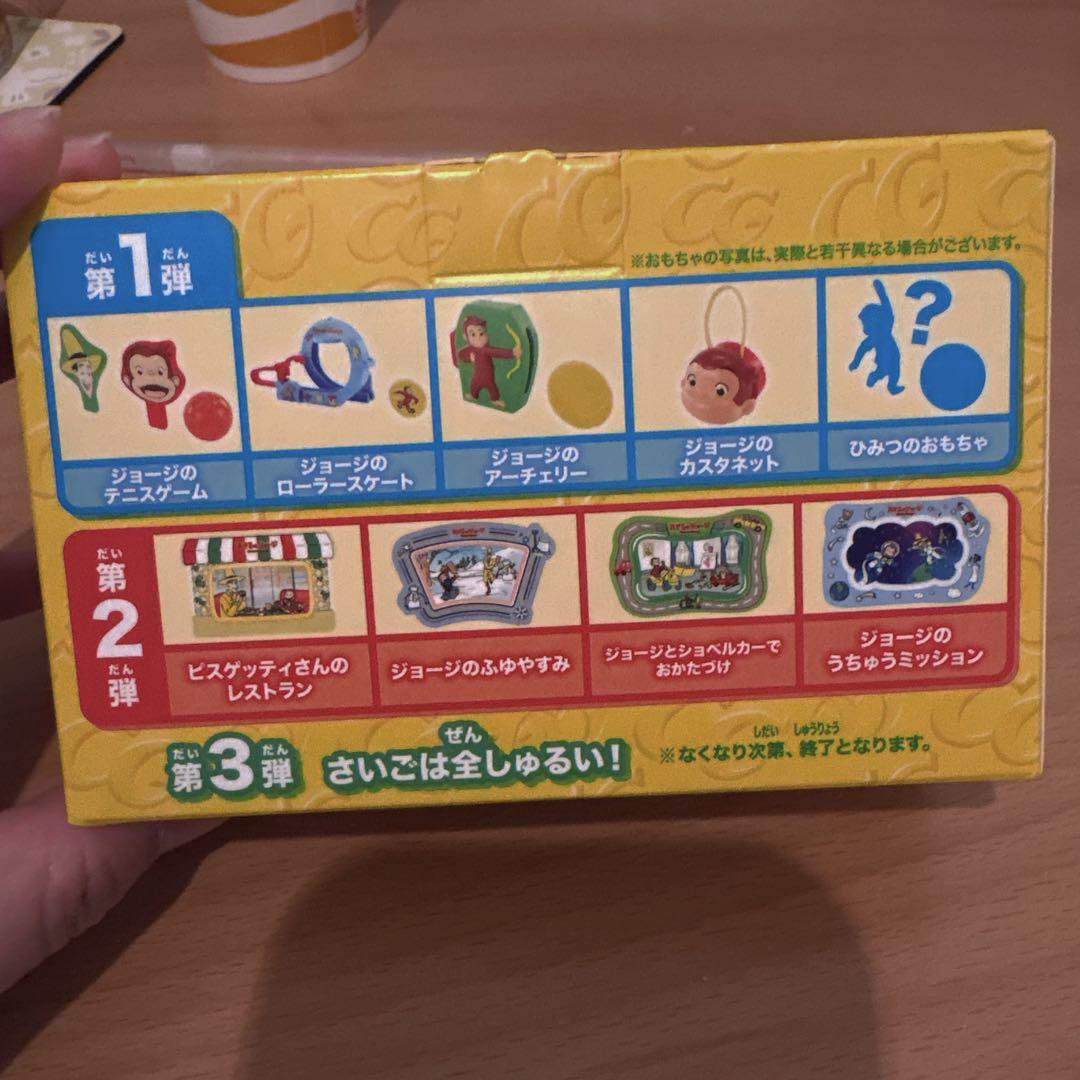 だい だん
第1弾
※おもちゃの写真は、実際と若干異なる場合がございます。
ジョージの
テニスゲーム
ジョージの
ローラースケート
ジョージの
アーチェリー
ジョージの
カスタネット
?
ひみつのおもちゃ
だい
第
2
だん
弾
ピスゲッティさんの
レストラン
ジョージのふゆやすみ
ジョージとショベルカーで
おかたづけ
ジョージの
うちゅうミッション
だい だん
第3弾
ぜん
さいごは全しゅるい!
しだい しゅうりょう
※なくなり次第、終了となります。